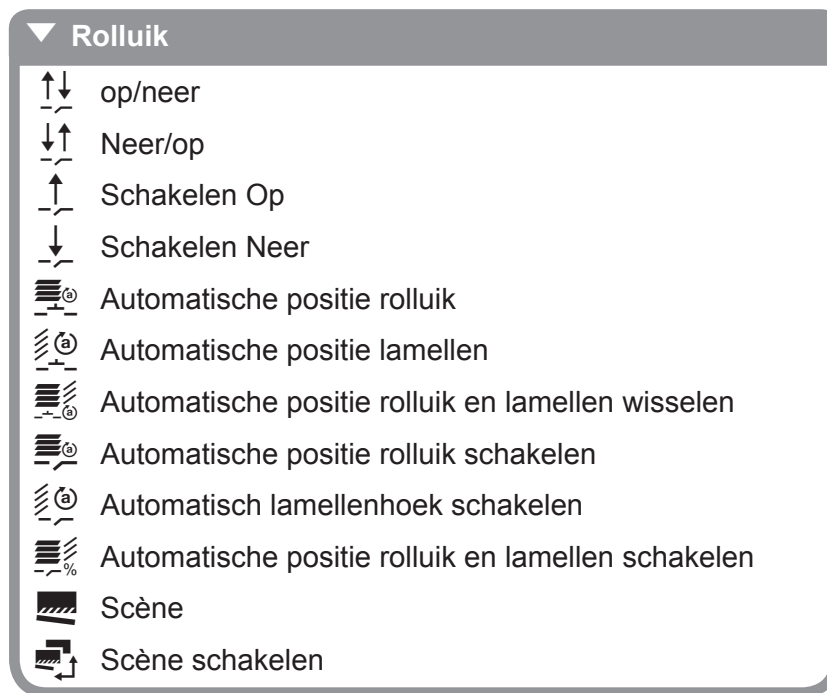 Rolluik
op/neer
Neer/op
Schakelen Op
Schakelen Neer
a Automatische positie rolluik
a Automatische positie lamellen
a Automatische positie rolluik en lamellen wisselen
a Automatische positie rolluik schakelen
a Automatisch lamellenhoek schakelen
% Automatische positie rolluik en lamellen schakelen
Scène
Scène schakelen